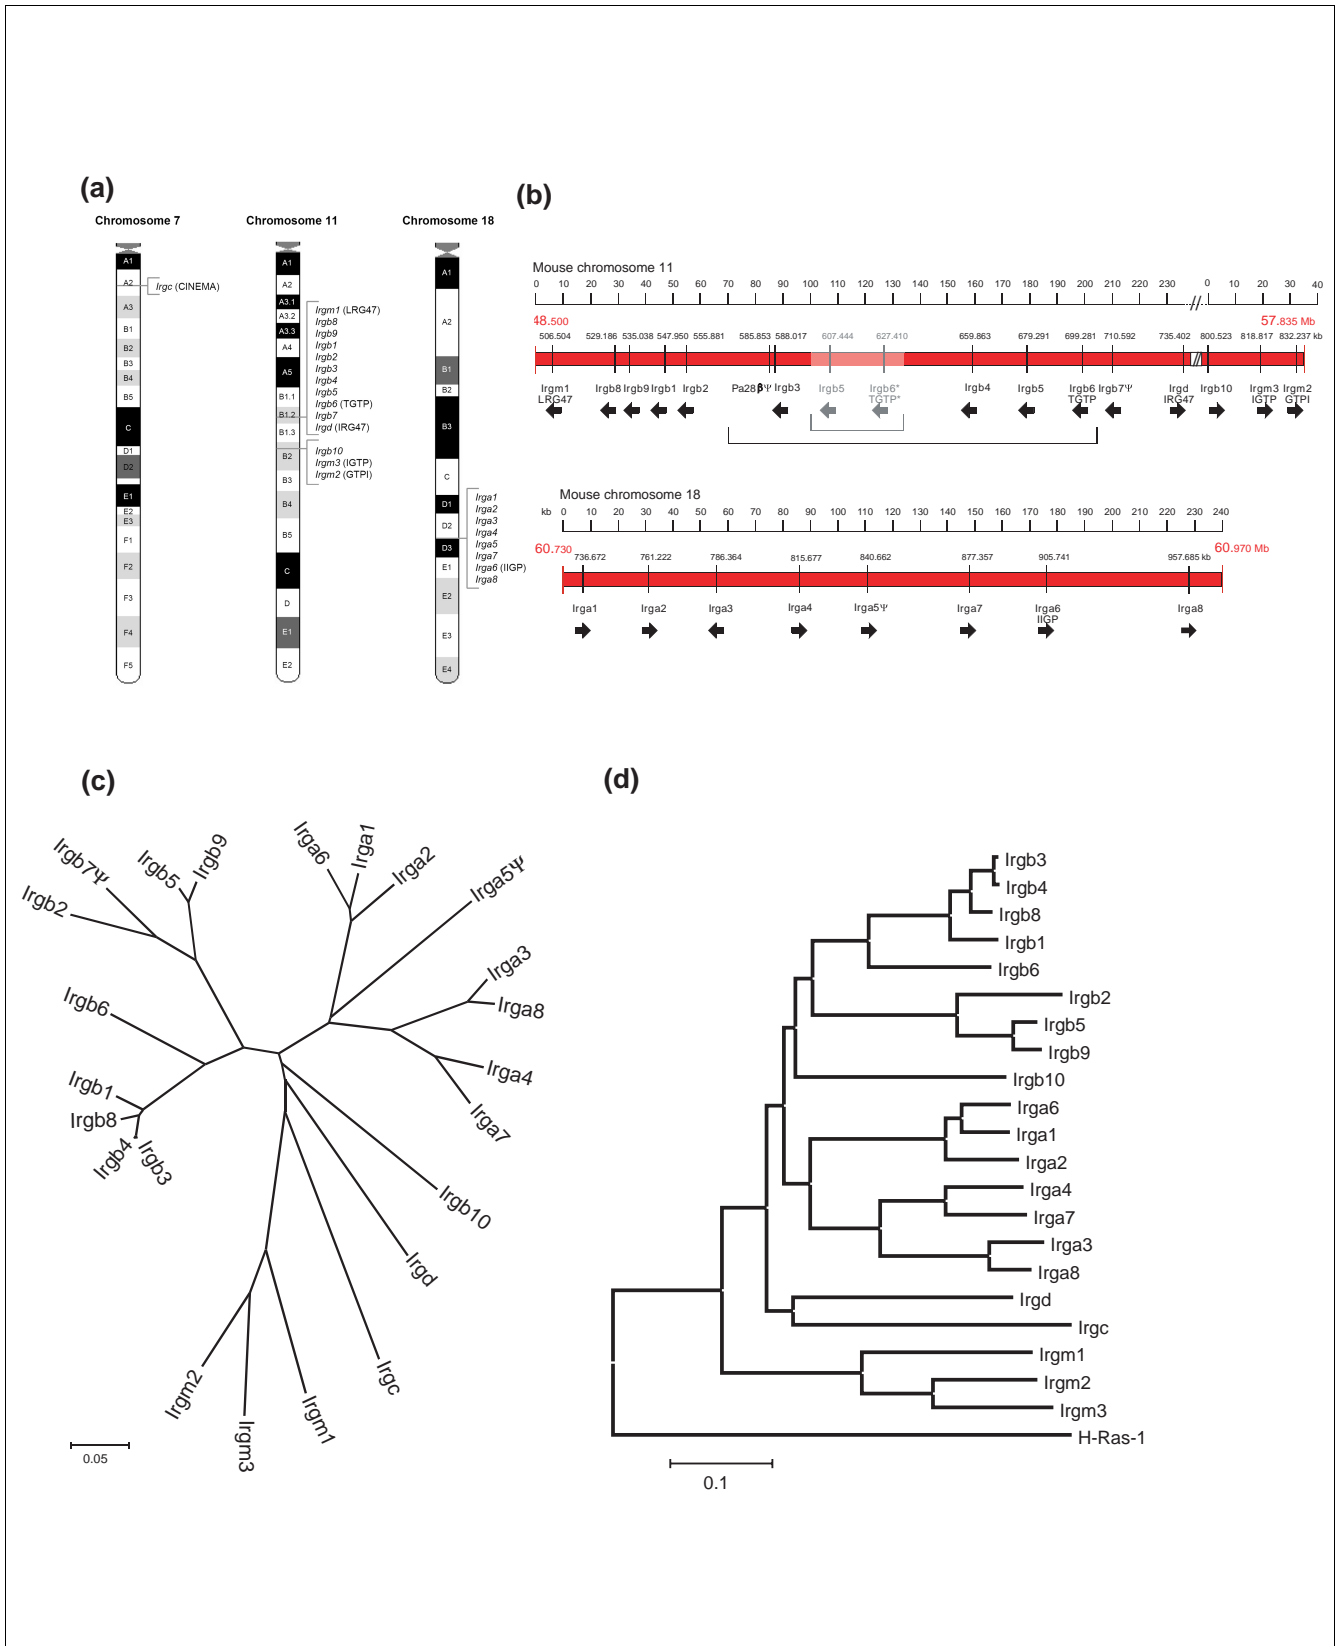 (a)
Chromosome 7
A1
A2
A3
B1
B2
B3
B4
B5
C
D1
D2
E1
E2
E3
F1
F2
F3
F4
F5
Irgc (CINEMA)
Chromosome 11
A1
A2
A3.1
A3.2
A3.3
A4
A5
B1.1
B1.2
B1.3
B2
B3
B4
B5
C
D
E1
E2
Irgm1 (LRG47)
Irgb8
Irgb9
Irgb1
Irgb2
Irgb3
Irgb4
Irgb5
Irgb6 (TGTP)
Irgb7
Irgd (IRG47)
Irgb10
Irgm3 (IGTP)
Irgm2 (GTPI)
Chromosome 18
A1
A2
B1
B2
B3
C
D1
D2
D3
E1
E2
E3
E4
Irga1
Irga2
Irga3
Irga4
Irga5
Irga7
Irga6 (IIGP)
Irga8
(b)
Mouse chromosome 11
0 10 20 30 40 50 60 70 80 90 100 110 120 130 140 150 160 170 180 190 200 210 220 230 // 0 10 20 30 40
48.500 57.835 Mb
506.504 529.186 535.038 547.950 555.881 585.853 588.017 607.444 627.410 659.863 679.291 699.281 710.592 735.402 800.523 818.817 832.237 kb
//
Irgm1 Irgb8 Irgb9 Irgb1 Irgb2 Pa28βΨ Irgb3 Irgb5 Irgb6* Irgb4 Irgb5 Irgb6 Irgb7Ψ Irgd Irgb10 Irgm3 Irgm2
LRG47 TGTP* TGTP IRG47 IGTP GTPI
Mouse chromosome 18
kb 0 10 20 30 40 50 60 70 80 90 100 110 120 130 140 150 160 170 180 190 200 210 220 230 240
60.730 60.970 Mb
736.672 761.222 786.364 815.677 840.662 877.357 905.741 957.685 kb
Irga1 Irga2 Irga3 Irga4 Irga5Ψ Irga7 Irga6 Irga8
IIGP
(c)
Irgb7Ψ
Irgb5
Irgb9
Irga6
Irga1
Irga2
Irga5Ψ
Irgb2
Irga3
Irga8
Irgb6
Irga4
Irgb1
Irgb8
Irgb4
Irgb3
Irga7
Irgb10
Irgd
Irgc
Irgm2
Irgm3
Irgm1
0.05
(d)
Irgb3
Irgb4
Irgb8
Irgb1
Irgb6
Irgb2
Irgb5
Irgb9
Irgb10
Irga6
Irga1
Irga2
Irga4
Irga7
Irga3
Irga8
Irgd
Irgc
Irgm1
Irgm2
Irgm3
H-Ras-1
0.1